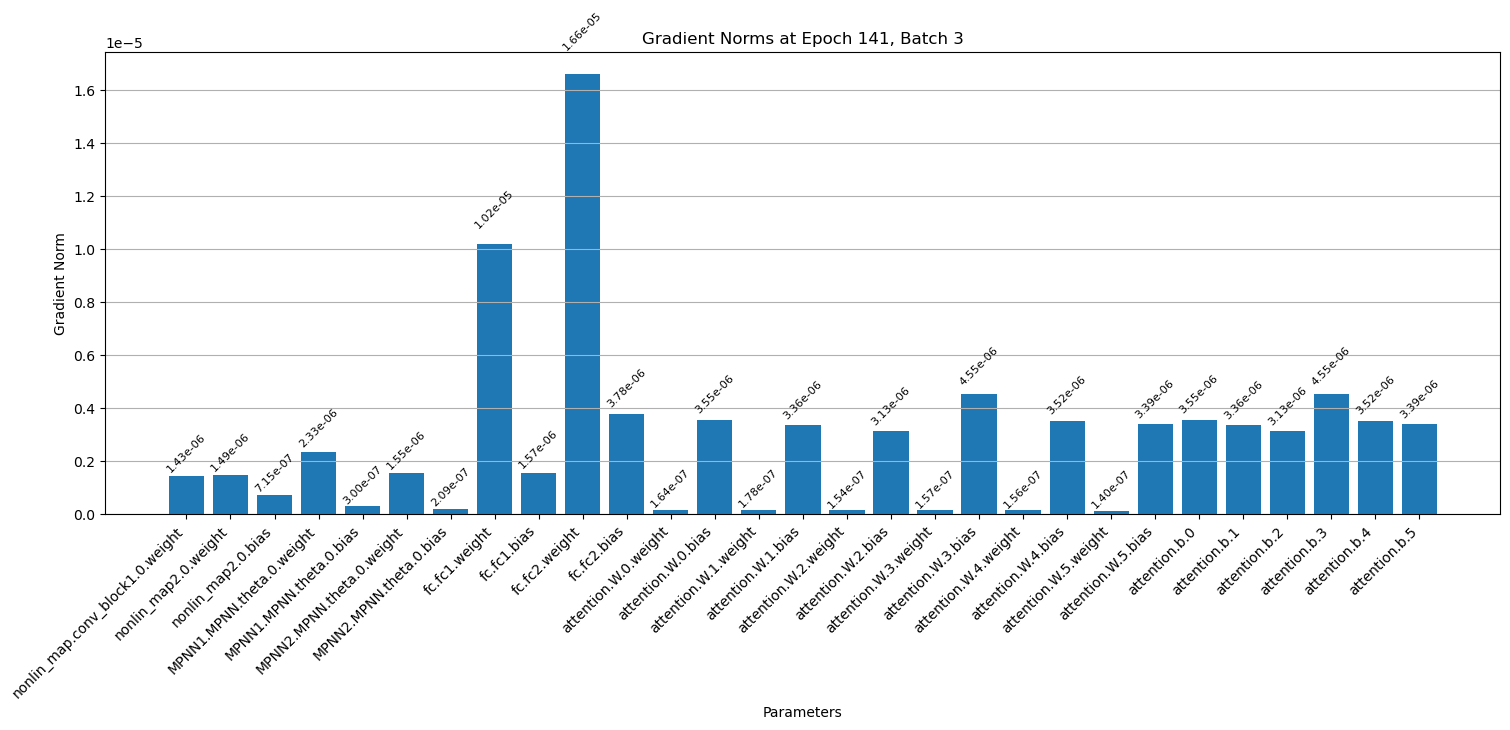 Gradient Norms at Epoch 141, Batch 3
1e−5
Gradient Norm
1.6
1.4
1.2
1.0
0.8
0.6
0.4
0.2
0.0
1.43e-06
1.49e-06
7.15e-07
2.33e-06
3.00e-07
1.55e-06
2.09e-07
1.02e-05
1.57e-06
1.66e-05
3.78e-06
1.64e-07
3.55e-06
1.78e-07
3.36e-06
1.54e-07
3.13e-06
1.57e-07
4.55e-06
1.56e-07
3.52e-06
1.40e-07
3.39e-06
3.55e-06
3.36e-06
3.13e-06
4.55e-06
3.52e-06
3.39e-06
nonlin_map.conv_block1.0.weight
nonlin_map2.0.weight
nonlin_map2.0.bias
MPNN1.MPNN.theta.0.weight
MPNN1.MPNN.theta.0.bias
MPNN2.MPNN.theta.0.weight
MPNN2.MPNN.theta.0.bias
fc.fc1.weight
fc.fc1.bias
fc.fc2.weight
fc.fc2.bias
attention.W.0.weight
attention.W.0.bias
attention.W.1.weight
attention.W.1.bias
attention.W.2.weight
attention.W.2.bias
attention.W.3.weight
attention.W.3.bias
attention.W.4.weight
attention.W.4.bias
attention.W.5.weight
attention.W.5.bias
attention.b.0
attention.b.1
attention.b.2
attention.b.3
attention.b.4
attention.b.5
Parameters